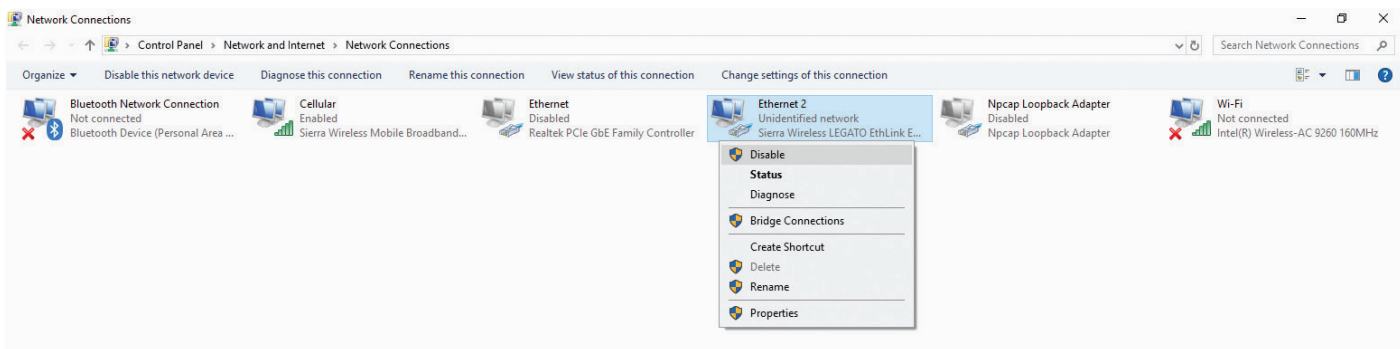 Network Connections
Control Panel > Network and Internet > Network Connections
Search Network Connections
Organize
Disable this network device
Diagnose this connection
Rename this connection
View status of this connection
Change settings of this connection
Bluetooth Network Connection
Not connected
Bluetooth Device (Personal Area ...
Cellular
Enabled
Sierra Wireless Mobile Broadband...
Ethernet
Disabled
Realtek PCIe GbE Family Controller
Ethernet 2
Unidentified network
Sierra Wireless LEGATO EthLink E...
Npcap Loopback Adapter
Disabled
Npcap Loopback Adapter
Wi-Fi
Not connected
Intel(R) Wireless-AC 9260 160MHz
Disable
Status
Diagnose
Bridge Connections
Create Shortcut
Delete
Rename
Properties